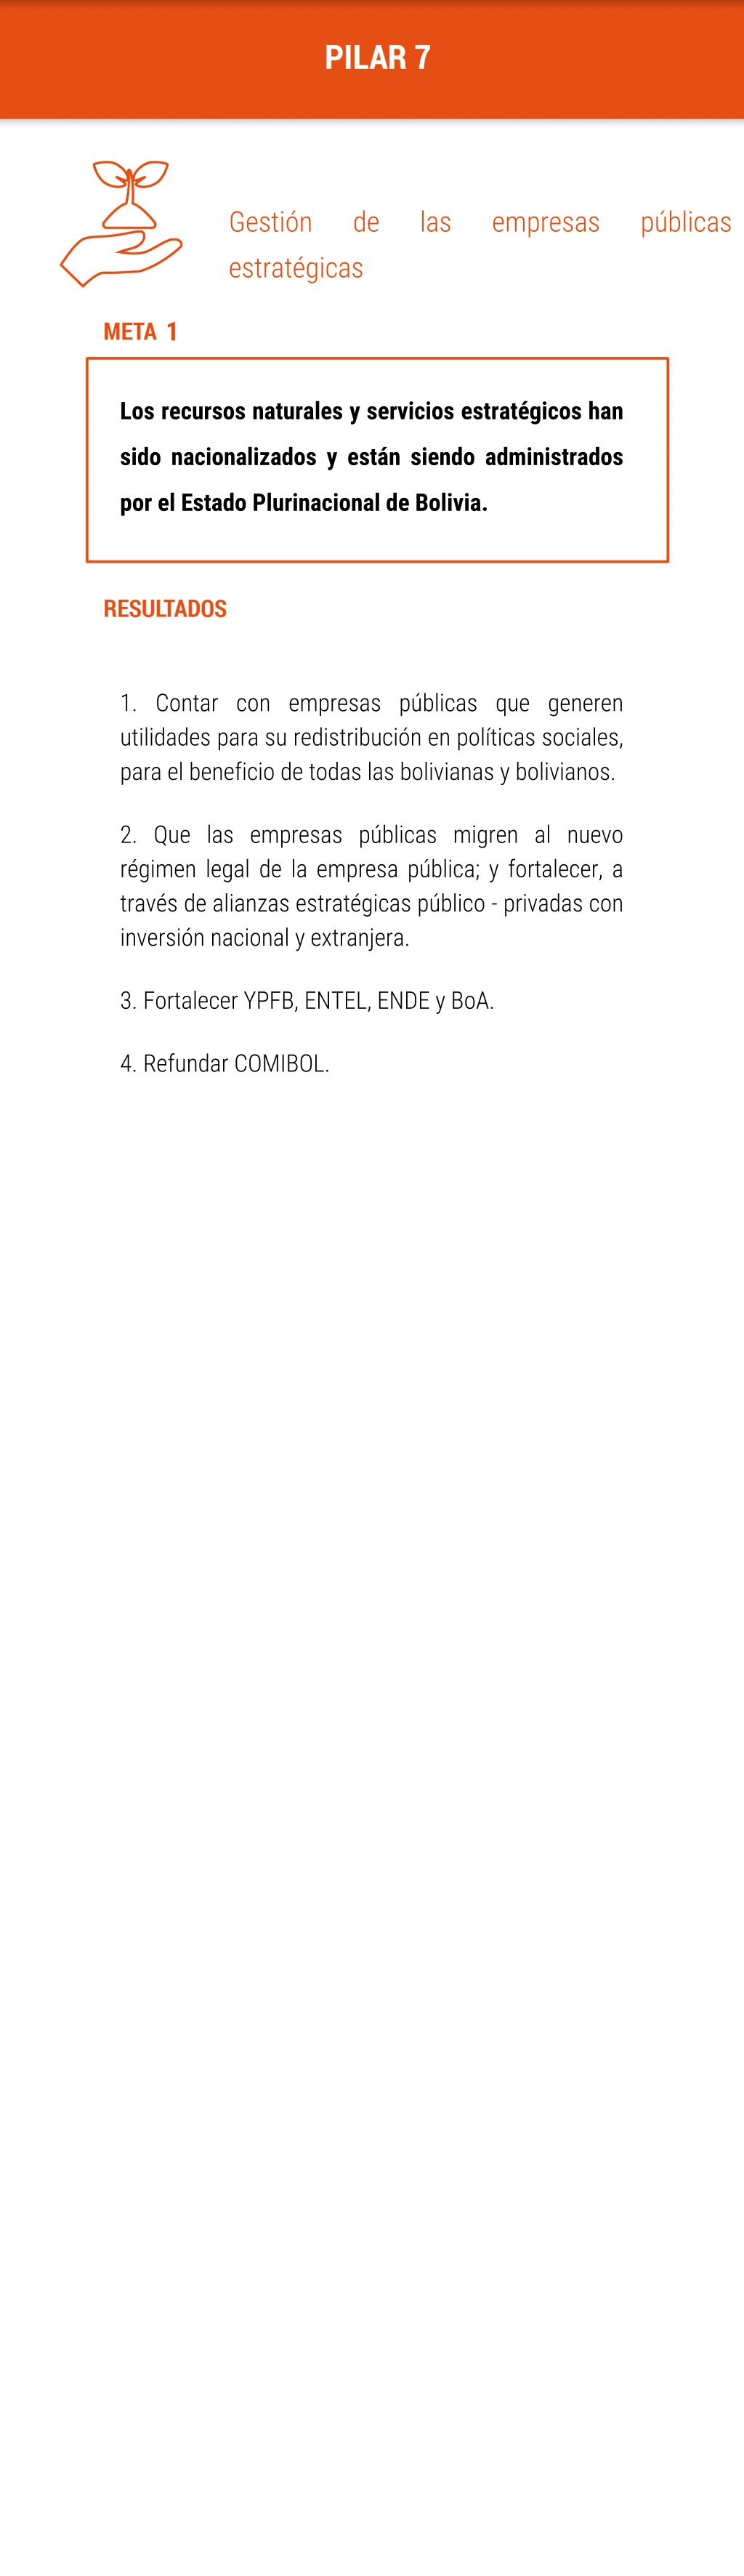 PILAR 7
Gestión de las empresas públicas
estratégicas
META 1
Los recursos naturales y servicios estratégicos han
sido nacionalizados y están siendo administrados
por el Estado Plurinacional de Bolivia.
RESULTADOS
1. Contar con empresas públicas que generen
utilidades para su redistribución en políticas sociales,
para el beneficio de todas las bolivianas y bolivianos.
2. Que las empresas públicas migren al nuevo
régimen legal de la empresa pública; y fortalecer, a
través de alianzas estratégicas público - privadas con
inversión nacional y extranjera.
3. Fortalecer YPFB, ENTEL, ENDE y BoA.
4. Refundar COMIBOL.